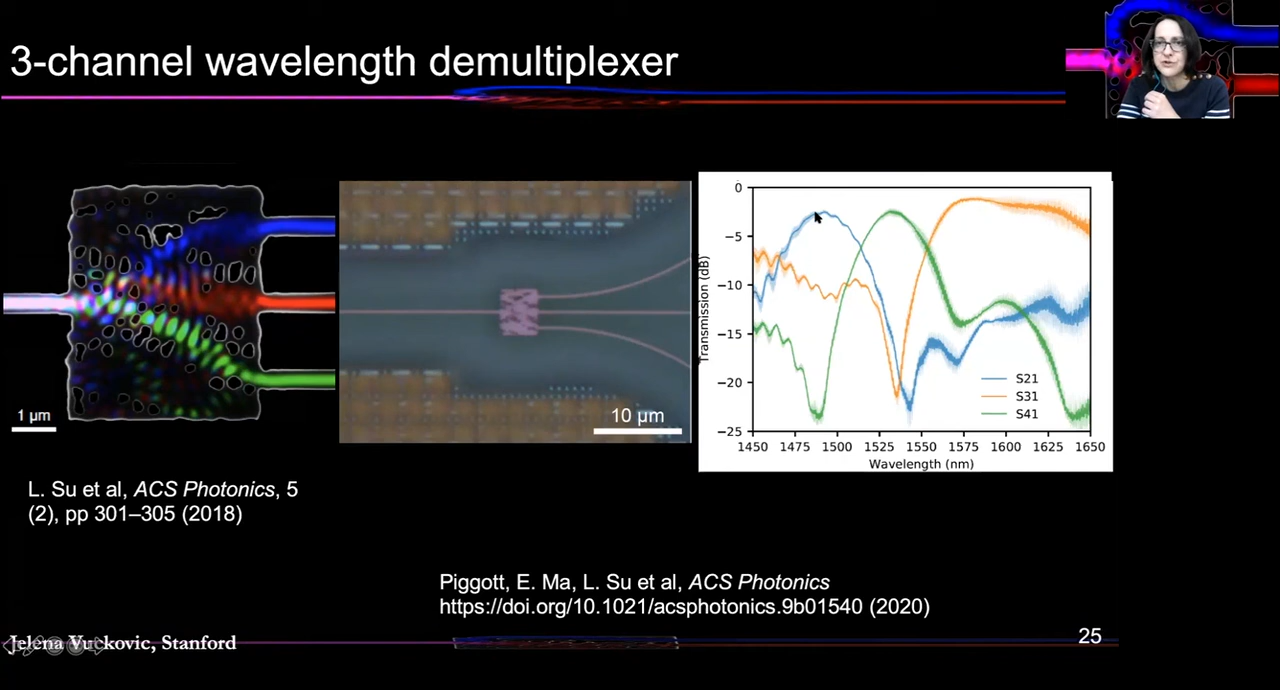 3-channel wavelength demultiplexer
1 µm
10 µm
0
−5
−10
−15
−20
−25
Transmission (dB)
S21
S31
S41
1450 1475 1500 1525 1550 1575 1600 1625 1650
Wavelength (nm)
L. Su et al, ACS Photonics, 5
(2), pp 301–305 (2018)
Piggott, E. Ma, L. Su et al, ACS Photonics
https://doi.org/10.1021/acsphotonics.9b01540 (2020)
Jelena Vuckovic, Stanford
25